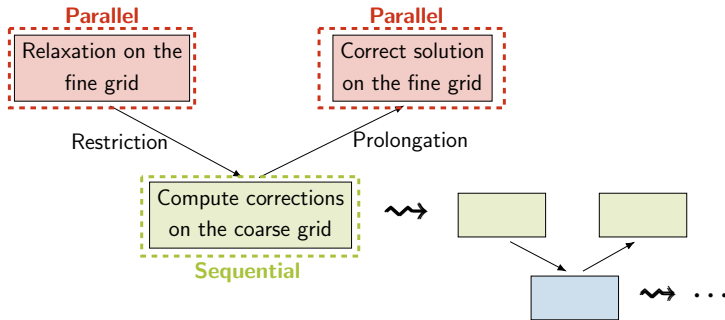 Parallel
Parallel
Relaxation on the
fine grid
Correct solution
on the fine grid
Restriction
Prolongation
Compute corrections
on the coarse grid
Sequential
...